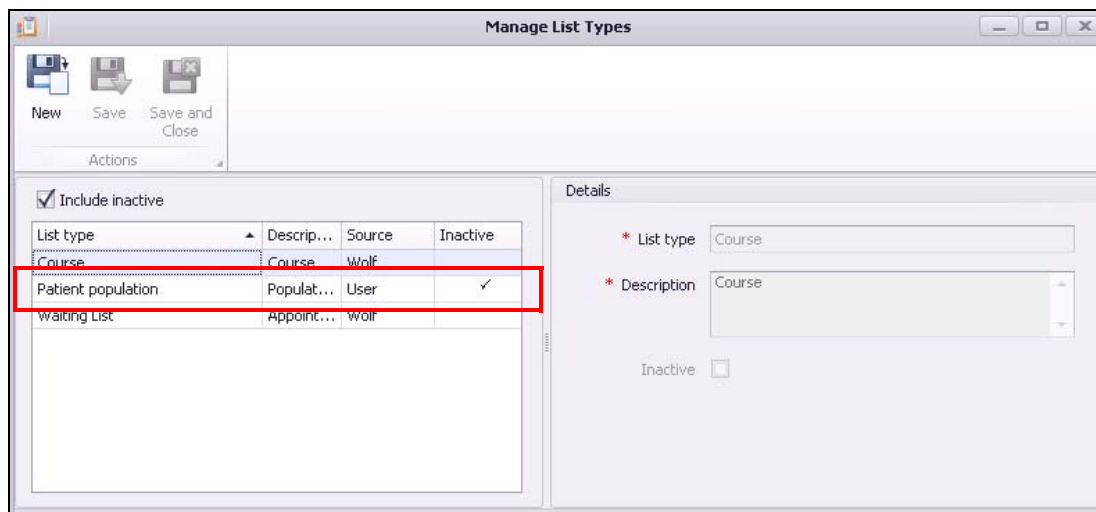 Manage List Types
New Save Save and Close
Actions
Include inactive
List type Descrip... Source Inactive
Course Course Wolf
Patient population Populat... User ✓
Waiting List Appoint... Wolf
Details
* List type Course
* Description Course
Inactive